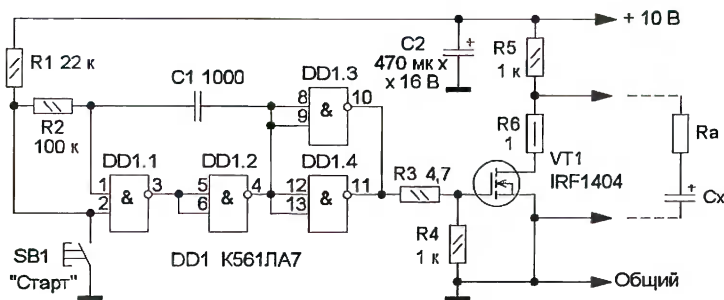 + 10 В
R1 22 к
C1 1000
C2
470 мк х
х 16 В
R5
1 к
R2
100 к
DD1.3
8
9
&
10
R6
1
Ra
DD1.1
DD1.2
DD1.4
VT1
IRF1404
1
2
&
3
5
6
&
4
12
13
&
11
R3 4,7
Cx
SB1
"Старт"
DD1 К561ЛА7
R4
1 к
Общий